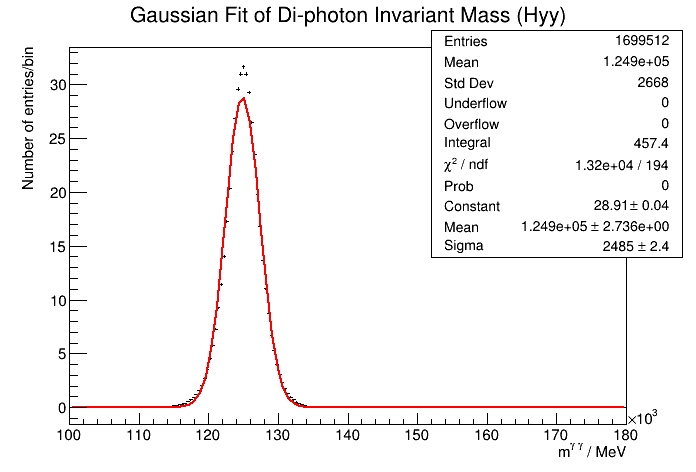 Gaussian Fit of Di-photon Invariant Mass (Hyy)
Entries 1699512
Mean 1.249e+05
Std Dev 2668
Underflow 0
Overflow 0
Integral 457.4
χ² / ndf 1.32e+04 / 194
Prob 0
Constant 28.91 ± 0.04
Mean 1.249e+05 ± 2.736e+00
Sigma 2485 ± 2.4
Number of entries/bin
30
25
20
15
10
5
0
100 110 120 130 140 150 160 170 180
×10³
m^γγ / MeV